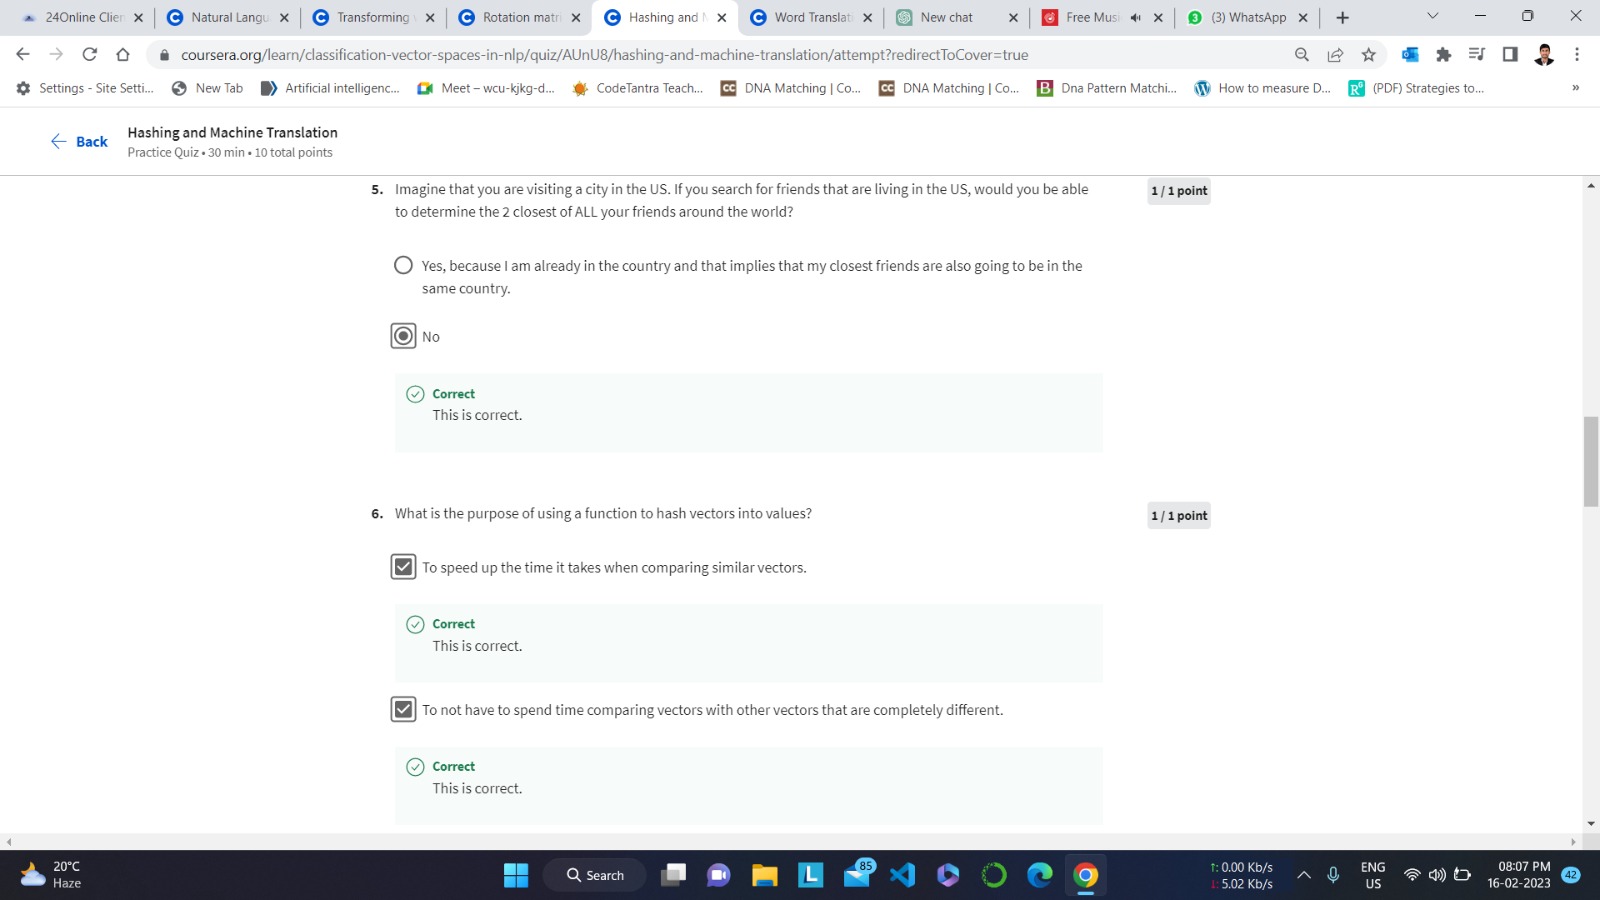 24Online Clien
Natural Langu
Transforming
Rotation matri
Hashing and M
Word Translat
New chat
Free Musi
(3) WhatsApp
coursera.org/learn/classification-vector-spaces-in-nlp/quiz/AUnU8/hashing-and-machine-translation/attempt?redirectToCover=true
Settings - Site Setti...
New Tab
Artificial intelligenc...
Meet – wcu-kjkg-d...
CodeTantra Teach...
CC DNA Matching | Co...
CC DNA Matching | Co...
B Dna Pattern Matchi...
How to measure D...
(PDF) Strategies to...
»
Back
Hashing and Machine Translation
Practice Quiz • 30 min • 10 total points
5. Imagine that you are visiting a city in the US. If you search for friends that are living in the US, would you be able
to determine the 2 closest of ALL your friends around the world?
1 / 1 point
Yes, because I am already in the country and that implies that my closest friends are also going to be in the
same country.
No
Correct
This is correct.
6. What is the purpose of using a function to hash vectors into values?
1 / 1 point
To speed up the time it takes when comparing similar vectors.
Correct
This is correct.
To not have to spend time comparing vectors with other vectors that are completely different.
Correct
This is correct.
20°C
Haze
Search
L
85
↑: 0.00 Kb/s
↓: 5.02 Kb/s
ENG
US
08:07 PM
16-02-2023
42